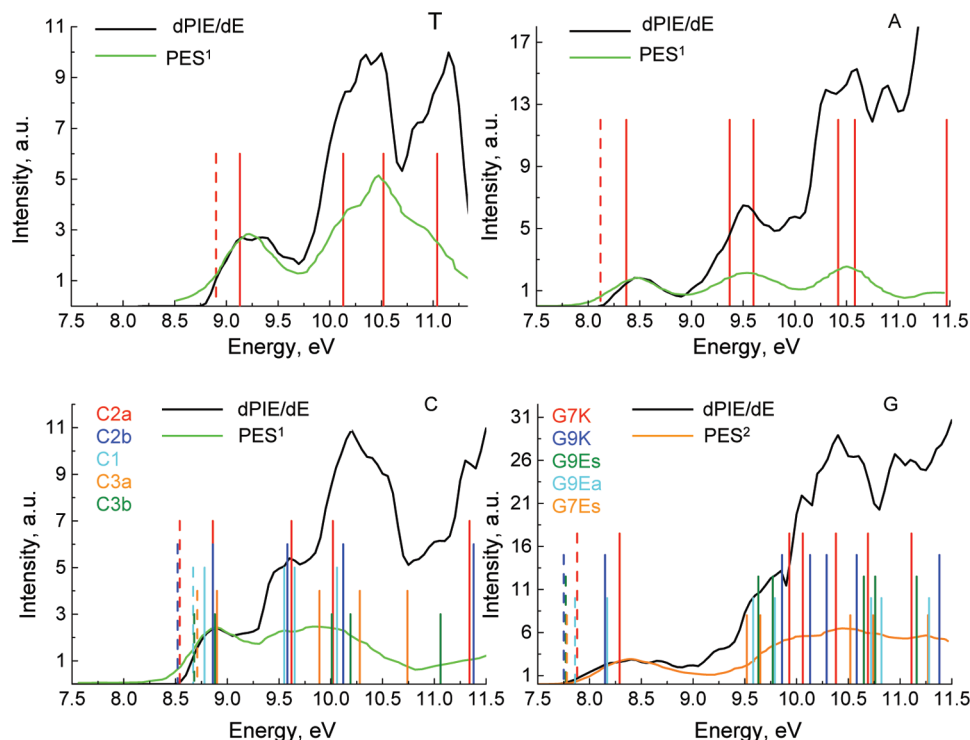 T
dPIE/dE
PES¹
11
9
7
5
3
1
Intensity, a.u.
7.5 8.0 8.5 9.0 9.5 10.0 10.5 11.0
Energy, eV
A
dPIE/dE
PES¹
17
13
9
5
1
Intensity, a.u.
7.5 8.0 8.5 9.0 9.5 10.0 10.5 11.0 11.5
Energy, eV
C
C2a
C2b
C1
C3a
C3b
dPIE/dE
PES¹
11
9
7
5
3
1
Intensity, a.u.
7.5 8.0 8.5 9.0 9.5 10.0 10.5 11.0 11.5
Energy, eV
G
G7K
G9K
G9Es
G9Ea
G7Es
dPIE/dE
PES²
31
26
21
16
11
6
1
Intensity, a.u.
7.5 8.0 8.5 9.0 9.5 10.0 10.5 11.0 11.5
Energy, eV